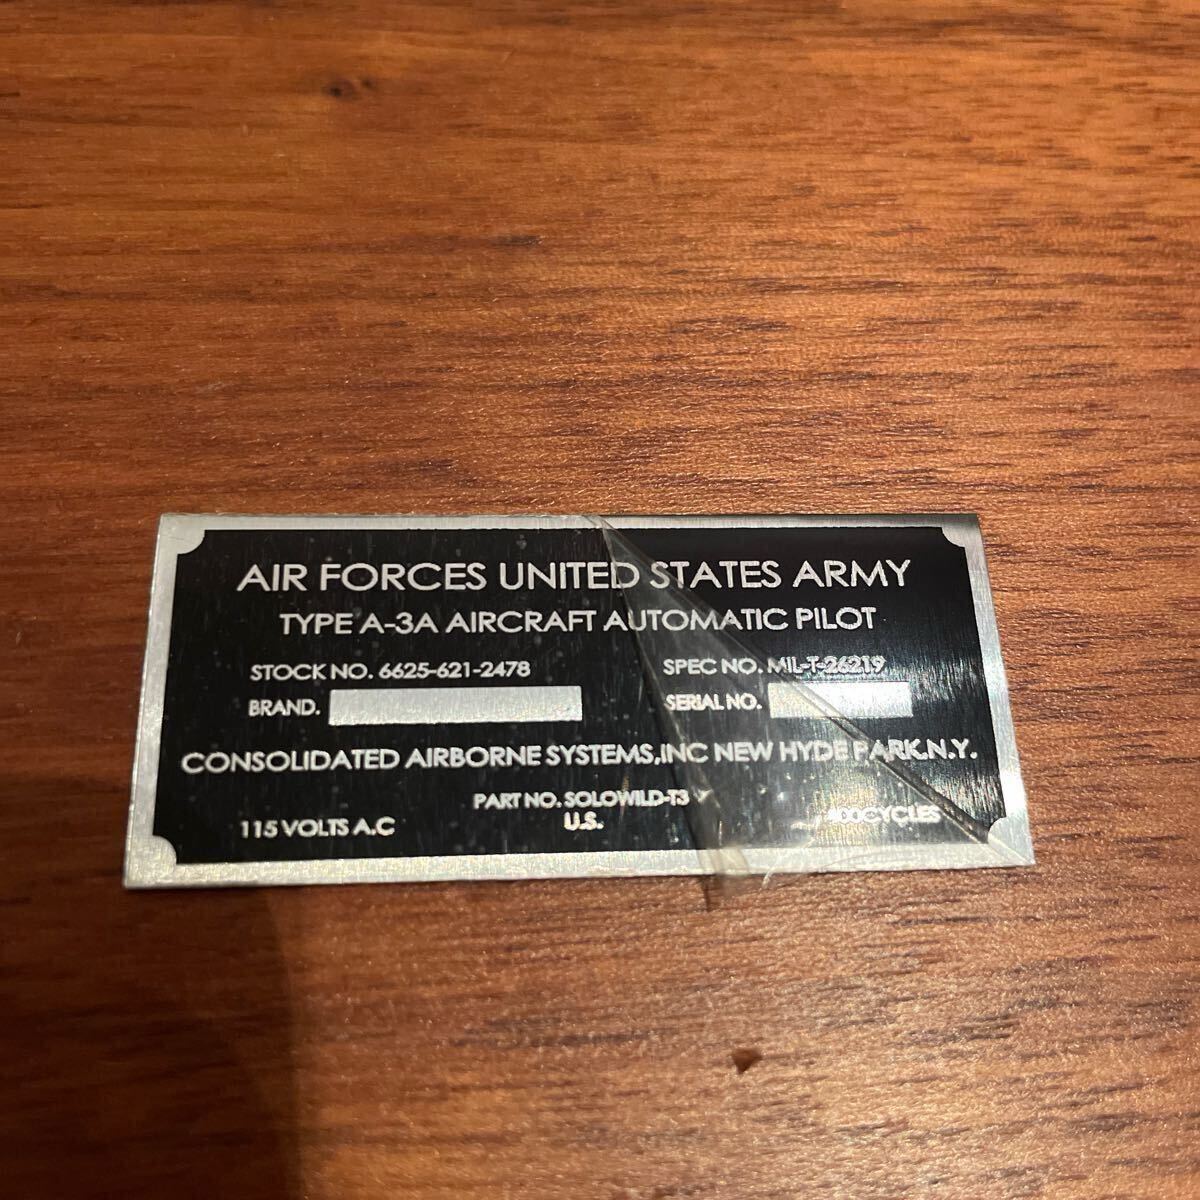 AIR FORCES UNITED STATES ARMY
TYPE A-3A AIRCRAFT AUTOMATIC PILOT
STOCK NO. 6625-621-2478 SPEC NO. MIL-T-26219
BRAND. SERIAL NO.
CONSOLIDATED AIRBORNE SYSTEMS,INC NEW HYDE PARK.N.Y.
PART NO. SOLOWILD-T3
115 VOLTS A.C U.S. 400CYCLES